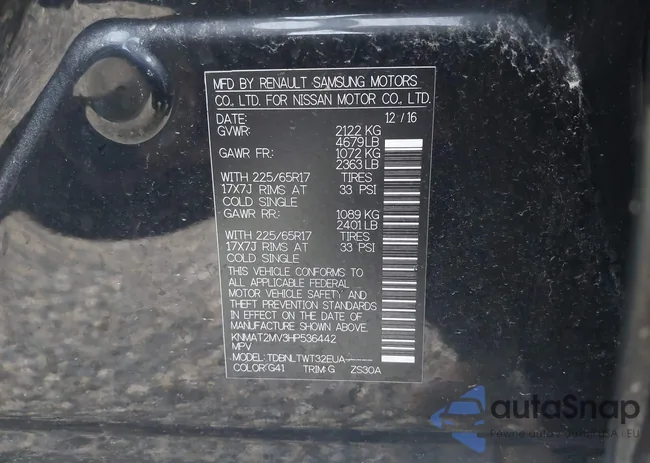 MFD BY RENAULT SAMSUNG MOTORS
CO., LTD. FOR NISSAN MOTOR CO., LTD.
DATE: 12/16
GVWR: 2122 KG
4679 LB
GAWR FR: 1072 KG
2363 LB
WITH 225/65R17 TIRES
17X7J RIMS AT 33 PSI
COLD SINGLE
GAWR RR: 1089 KG
2401 LB
WITH 225/65R17 TIRES
17X7J RIMS AT 33 PSI
COLD SINGLE
THIS VEHICLE CONFORMS TO
ALL APPLICABLE FEDERAL
MOTOR VEHICLE SAFETY AND
THEFT PREVENTION STANDARDS
IN EFFECT ON THE DATE OF
MANUFACTURE SHOWN ABOVE.
KNMAT2MV3HP536442
MPV
MODEL: TDBNLTWT32EUA-----
COLOR:G41 TRIM:G ZS30A
autoSnap
Pewne auto z